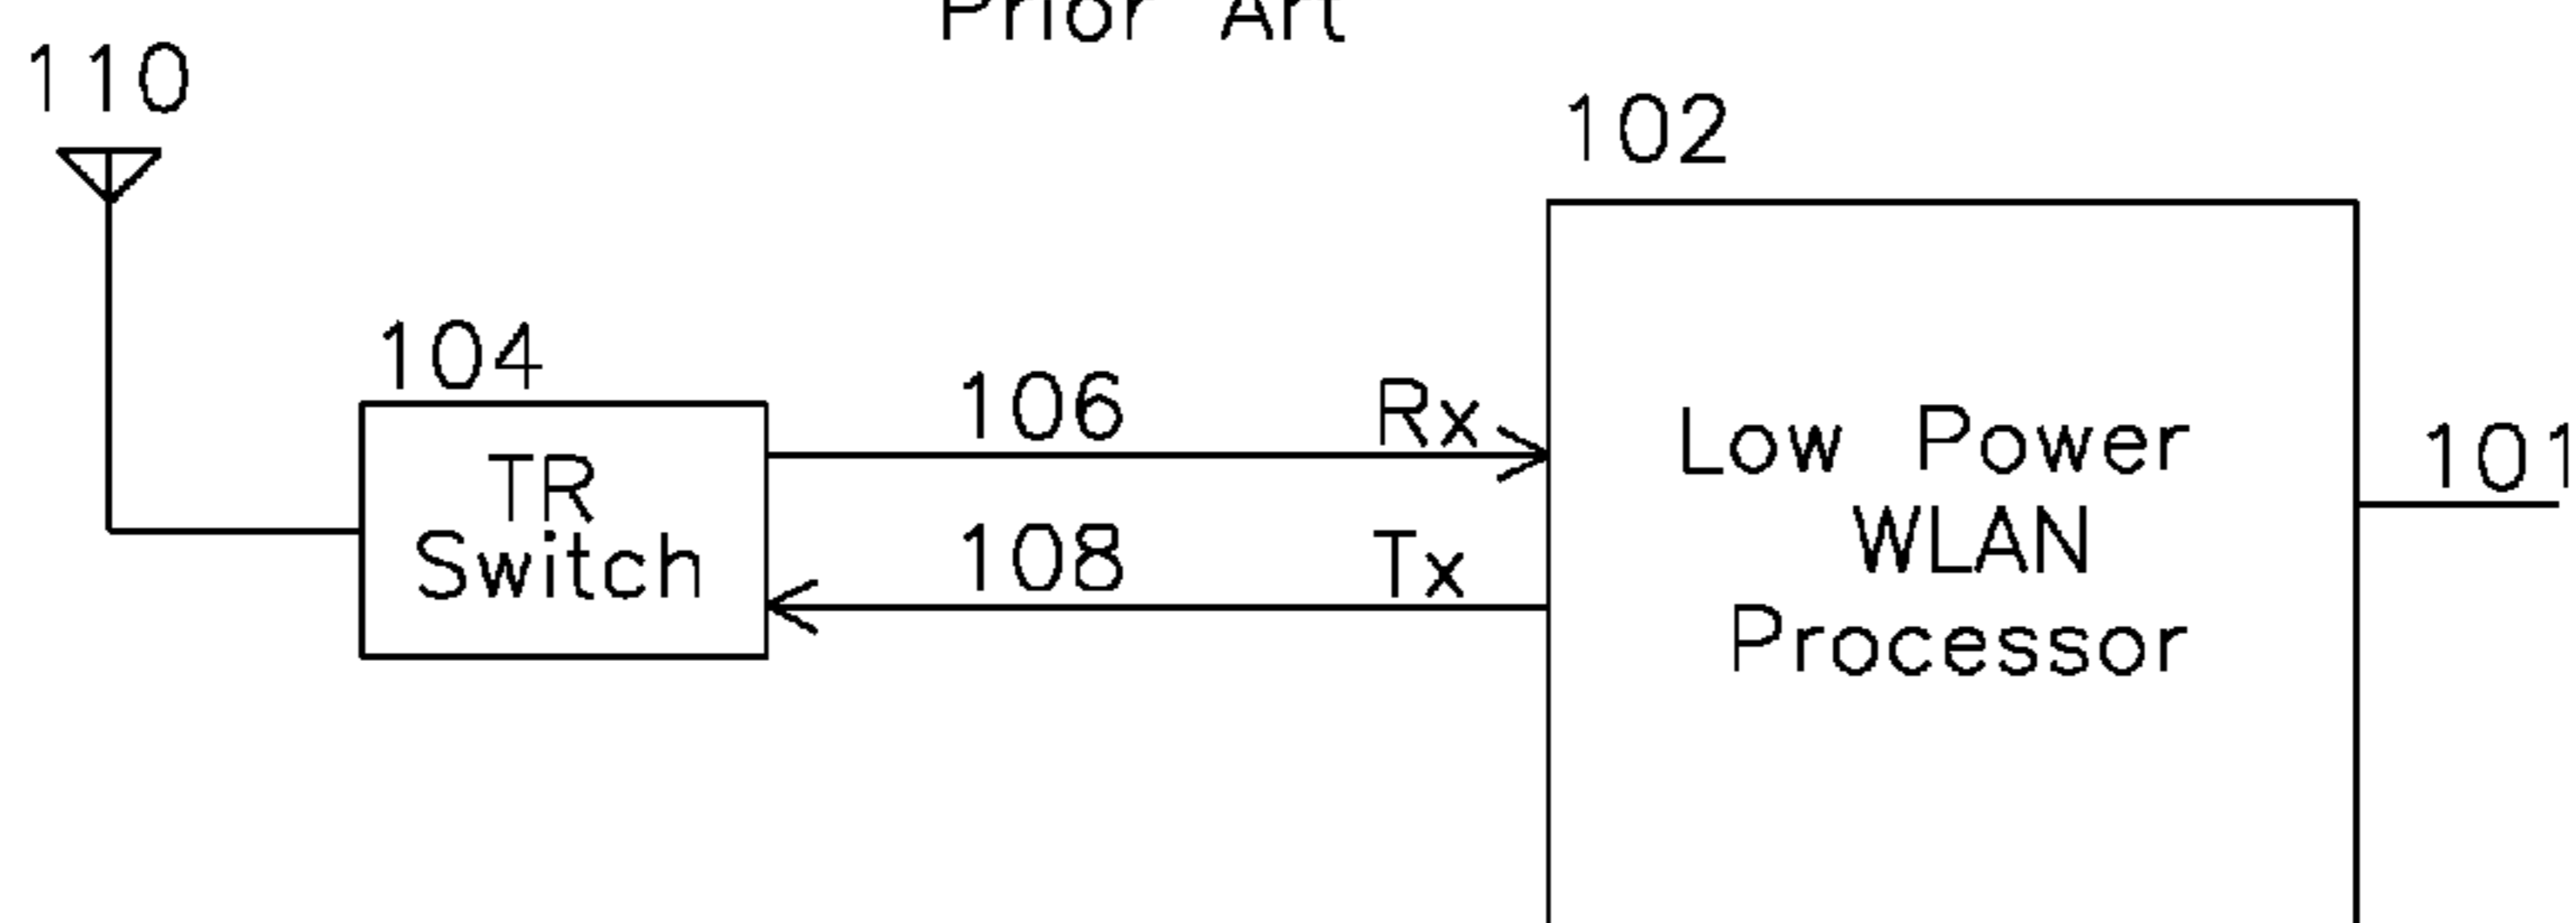 Prior Art
110
102
104
TR
Switch
106
Rx
108
Tx
Low Power
WLAN
Processor
101